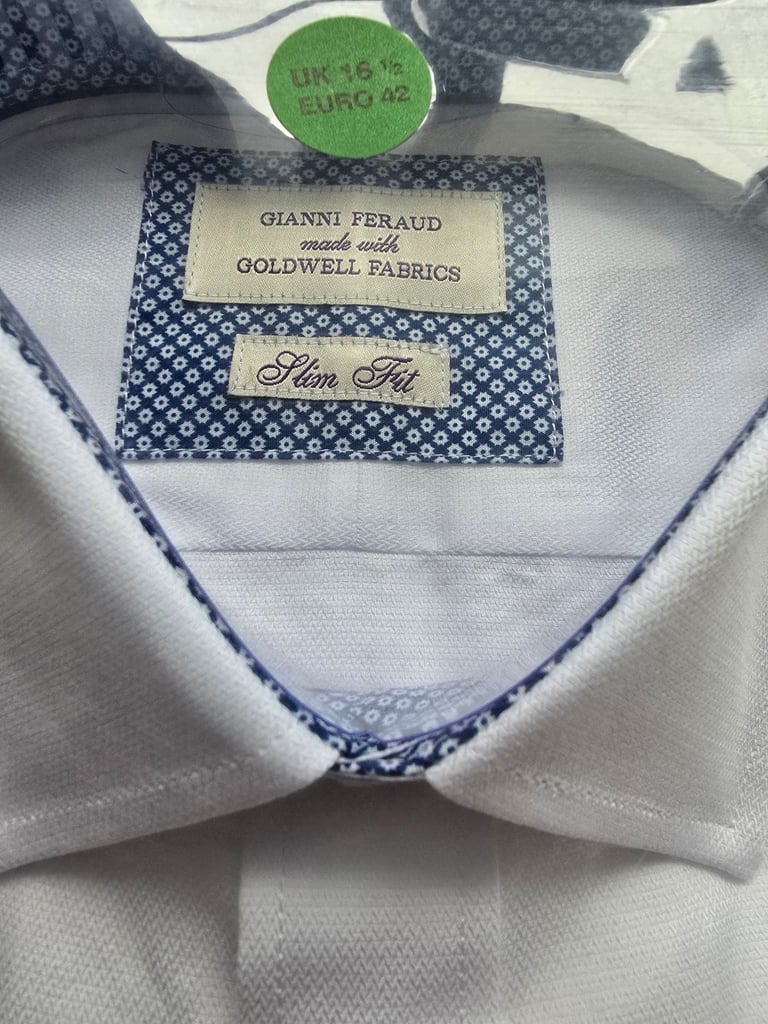 UK 16 ½
EURO 42
GIANNI FERAUD
made with
GOLDWELL FABRICS
Slim Fit